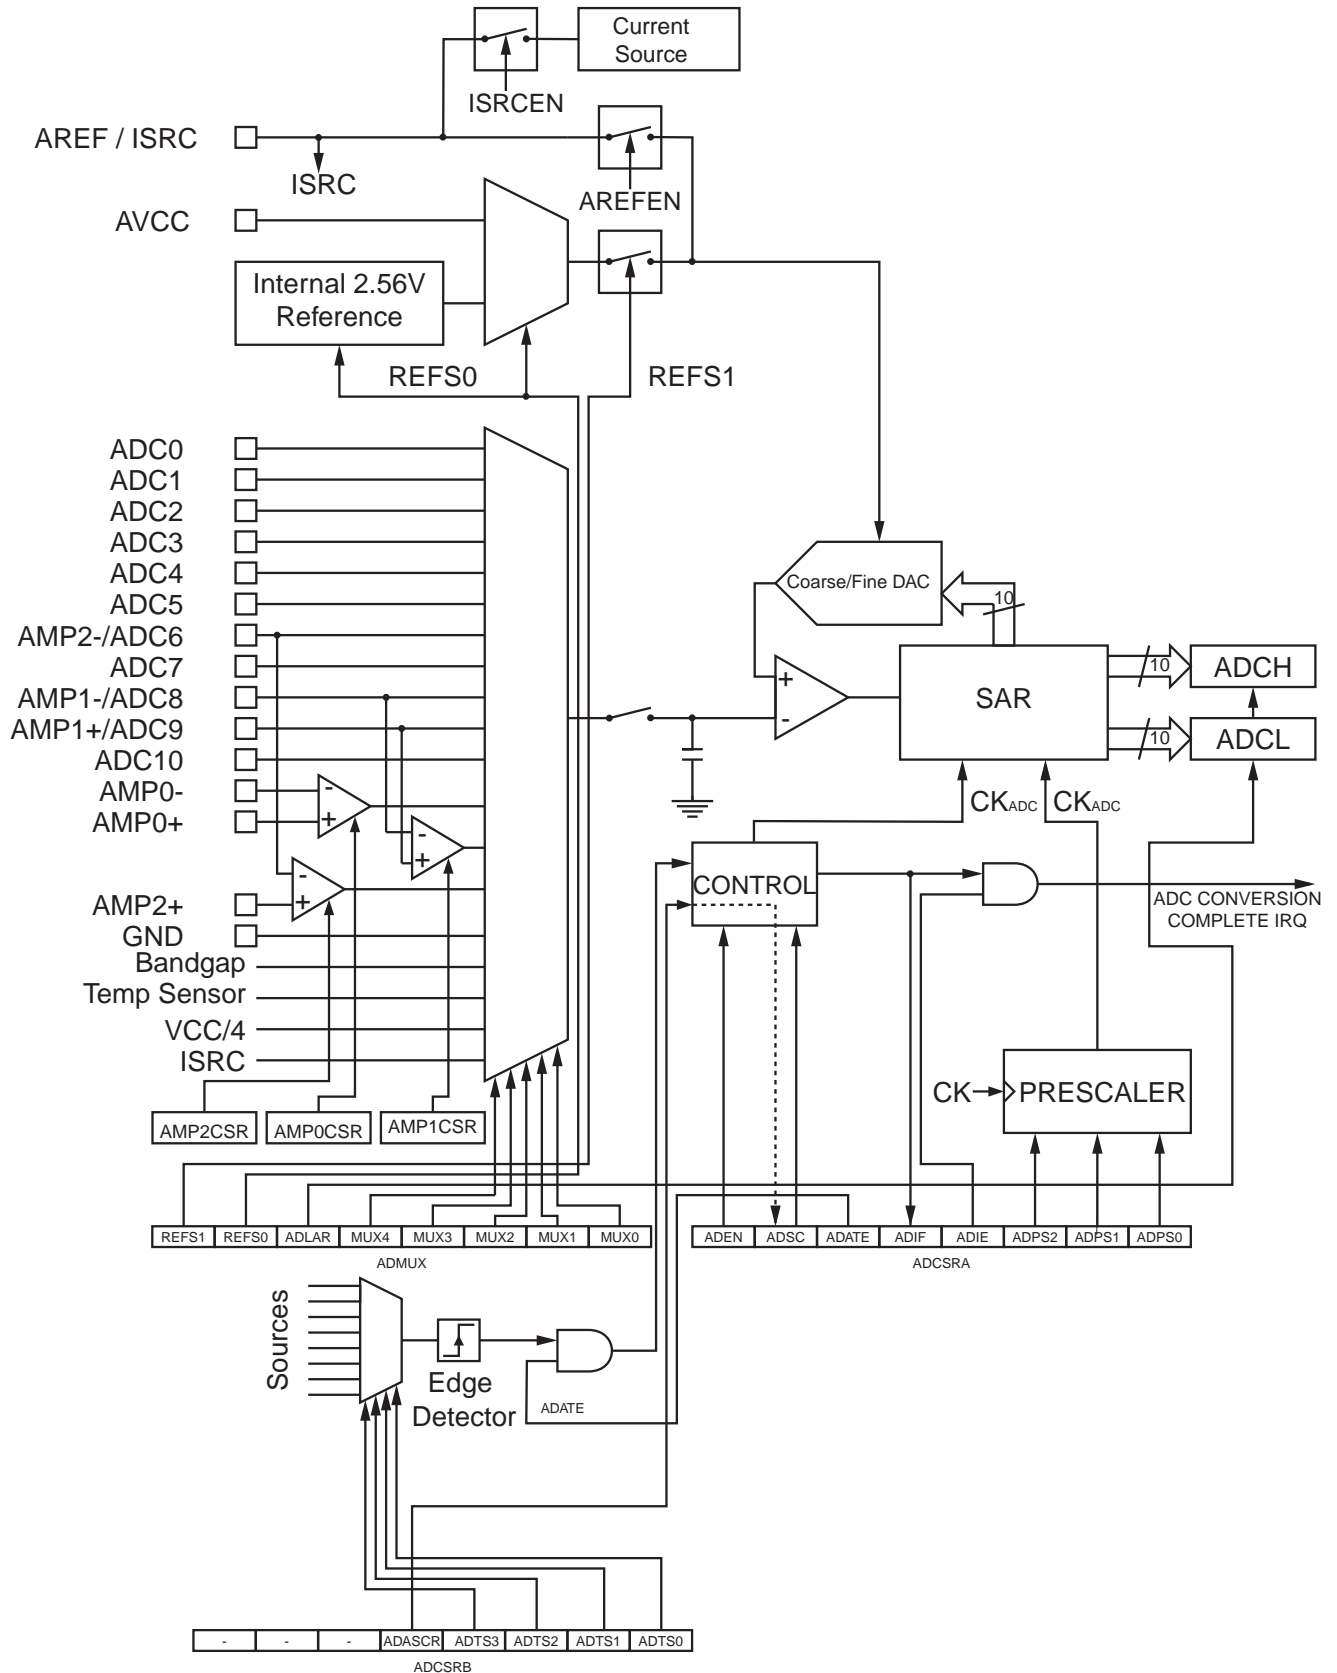 Current
Source
ISRCEN
AREF / ISRC
ISRC
AREFEN
AVCC
Internal 2.56V
Reference
REFS0
REFS1
ADC0
ADC1
ADC2
ADC3
ADC4
ADC5
AMP2-/ADC6
ADC7
AMP1-/ADC8
AMP1+/ADC9
ADC10
AMP0-
AMP0+
AMP2+
GND
Bandgap
Temp Sensor
VCC/4
ISRC
-
+
-
+
-
+
Coarse/Fine DAC
10
+
-
SAR
10
ADCH
10
ADCL
CKADC
CKADC
CONTROL
ADC CONVERSION
COMPLETE IRQ
CK
PRESCALER
AMP2CSR
AMP0CSR
AMP1CSR
REFS1 REFS0 ADLAR MUX4 MUX3 MUX2 MUX1 MUX0
ADMUX
ADEN ADSC ADATE ADIF ADIE ADPS2 ADPS1 ADPS0
ADCSRA
Sources
Edge
Detector
ADATE
- - - ADASCR ADTS3 ADTS2 ADTS1 ADTS0
ADCSRB